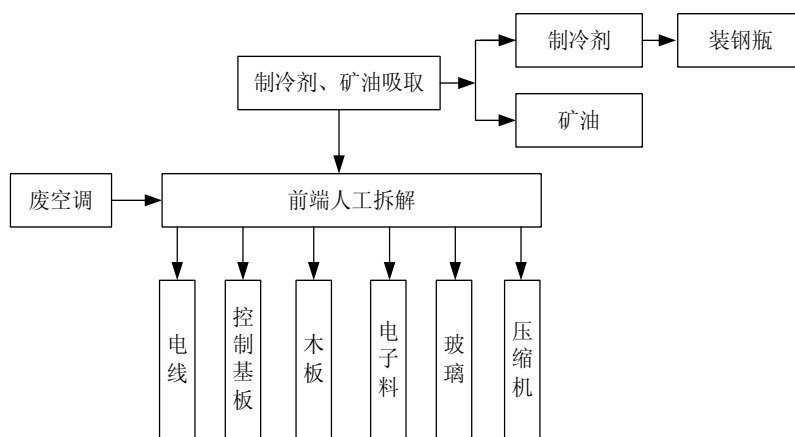 制冷剂
装钢瓶
制冷剂、矿油吸取
矿油
废空调
前端人工拆解
电线
控制基板
木板
电子料
玻璃
压缩机